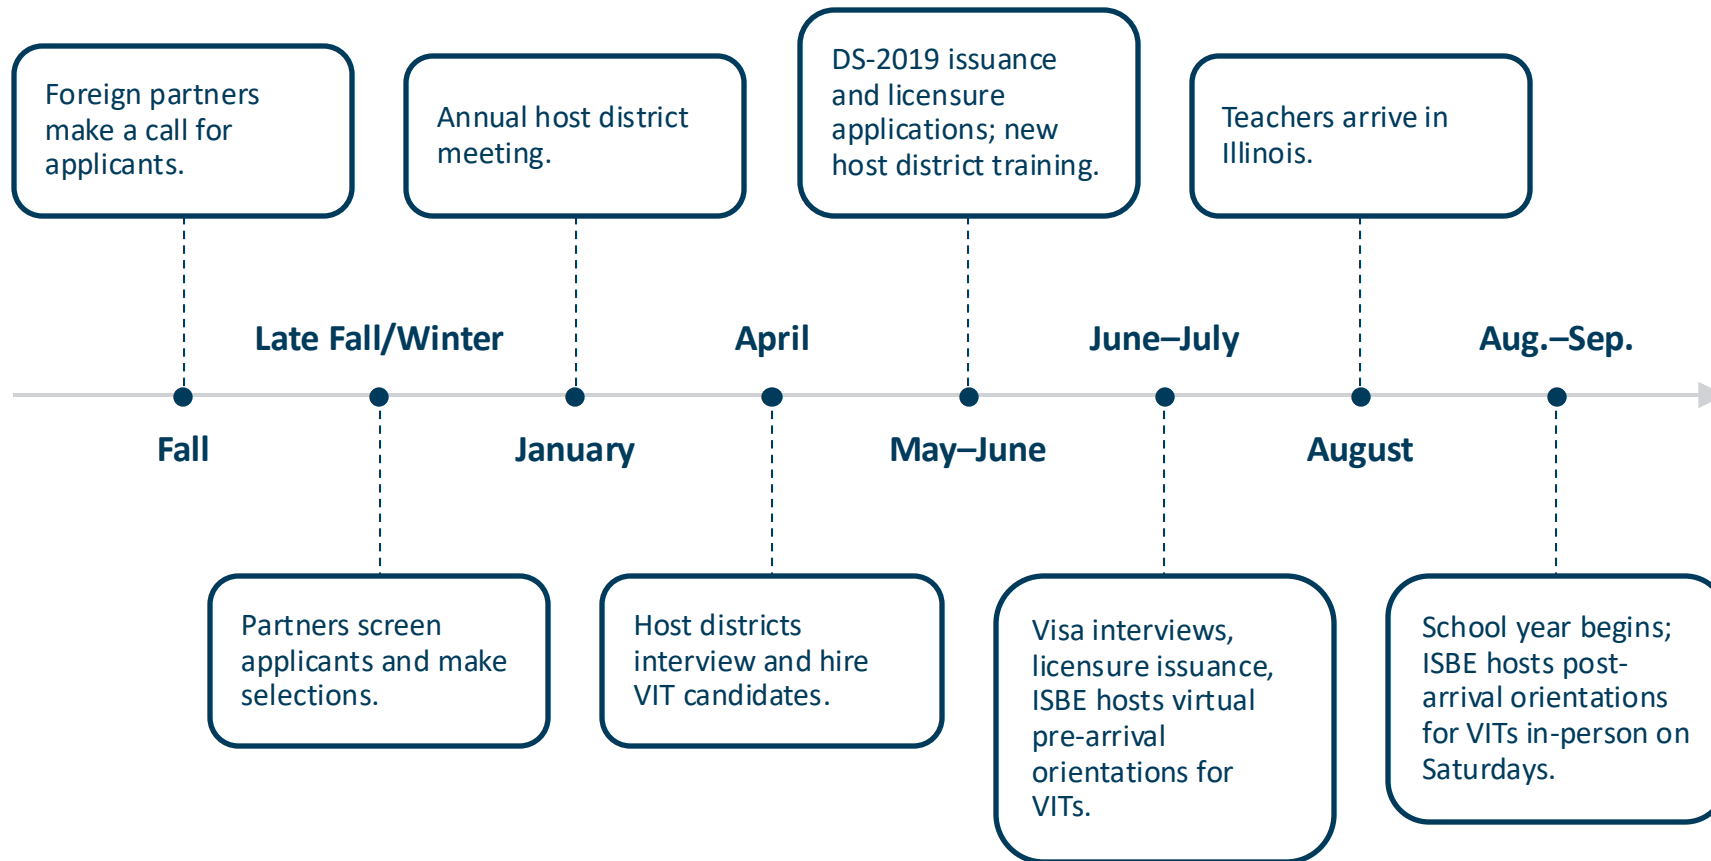 Foreign partners
make a call for
applicants.
Annual host district
meeting.
DS-2019 issuance
and licensure
applications; new
host district training.
Teachers arrive in
Illinois.
Late Fall/Winter
April
June–July
Aug.–Sep.
Fall
January
May–June
August
Partners screen
applicants and make
selections.
Host districts
interview and hire
VIT candidates.
Visa interviews,
licensure issuance,
ISBE hosts virtual
pre-arrival
orientations for
VITs.
School year begins;
ISBE hosts post-
arrival orientations
for VITs in-person on
Saturdays.